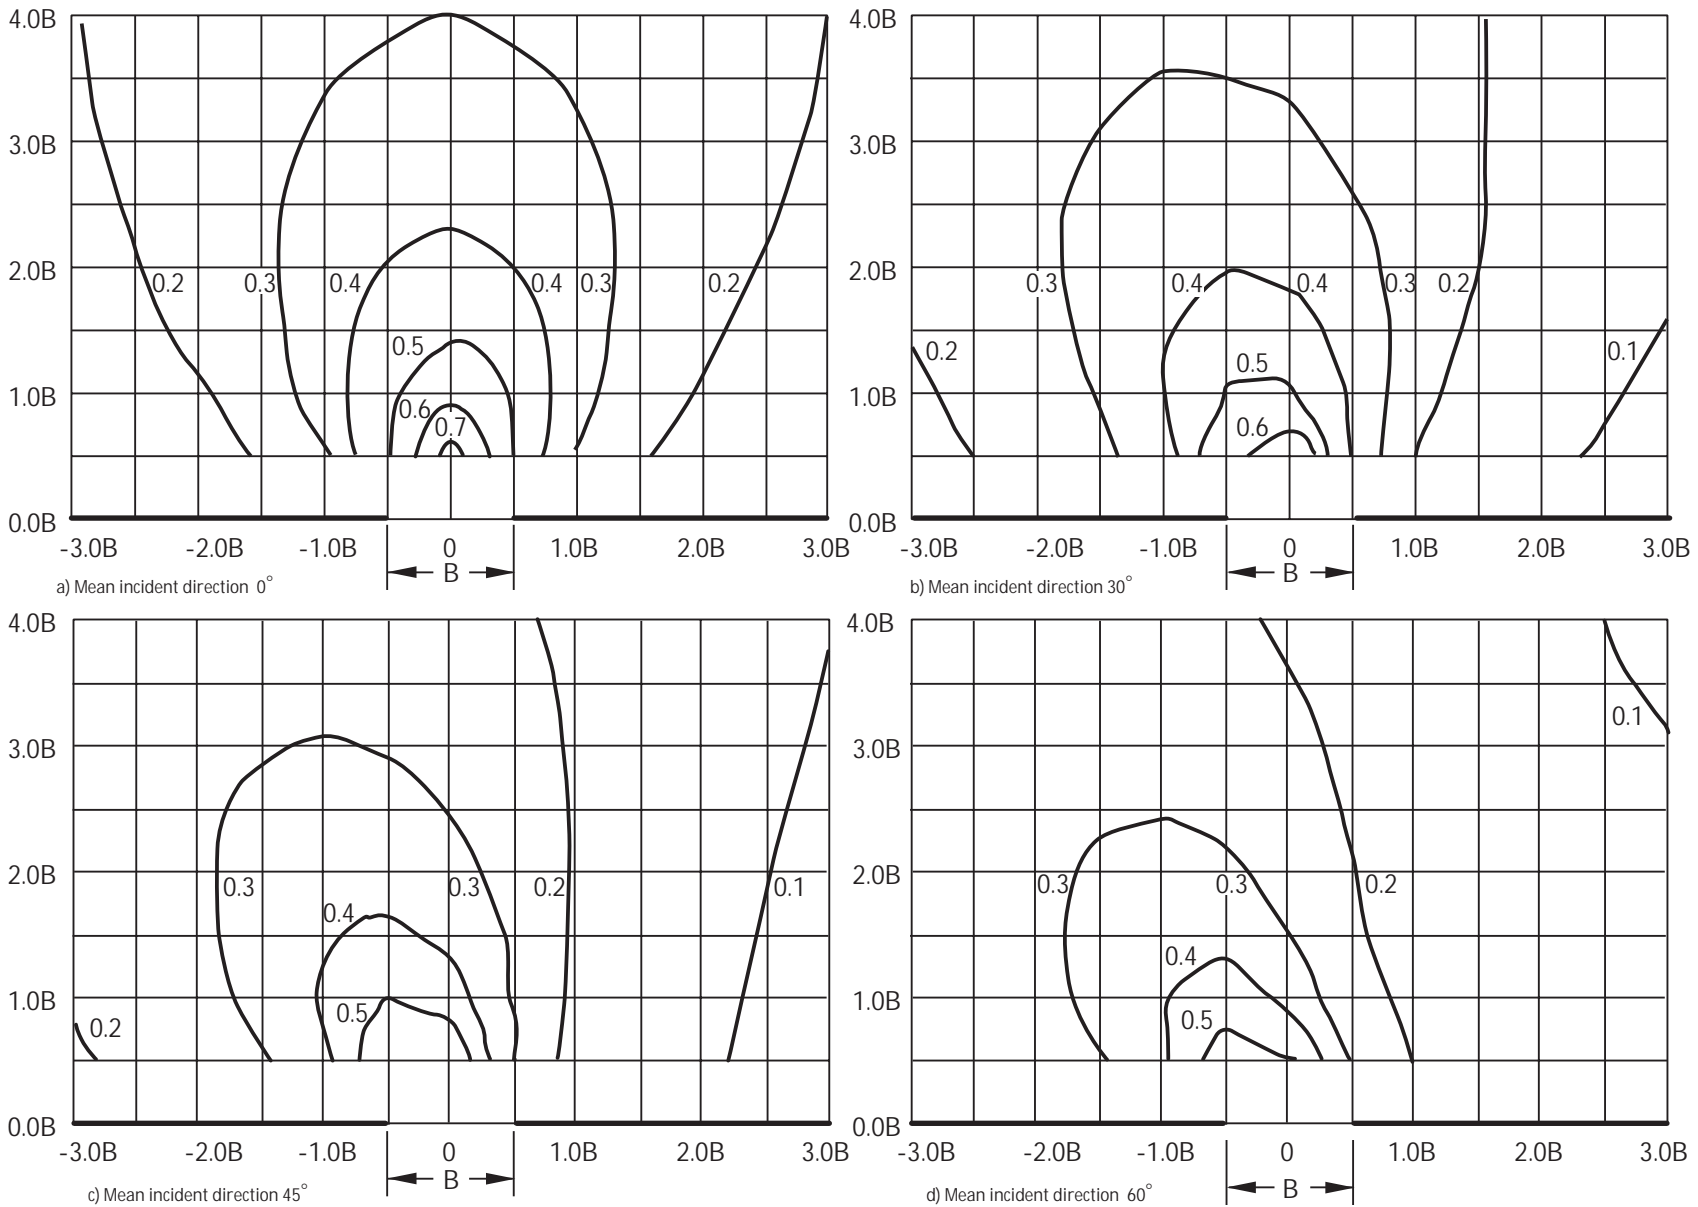 4.0B
3.0B
2.0B
1.0B
0.0B
0.2
0.3
0.4
0.4
0.3
0.2
0.5
0.6
0.7
-3.0B
-2.0B
-1.0B
0
1.0B
2.0B
3.0B
B
a) Mean incident direction 0°
4.0B
3.0B
2.0B
1.0B
0.0B
0.3
0.4
0.4
0.3
0.2
0.2
0.5
0.1
0.6
-3.0B
-2.0B
-1.0B
0
1.0B
2.0B
3.0B
B
b) Mean incident direction 30°
4.0B
3.0B
2.0B
1.0B
0.0B
0.3
0.3
0.2
0.1
0.4
0.5
0.2
-3.0B
-2.0B
-1.0B
0
1.0B
2.0B
3.0B
B
c) Mean incident direction 45°
4.0B
3.0B
2.0B
1.0B
0.0B
0.1
0.3
0.3
0.2
0.4
0.5
-3.0B
-2.0B
-1.0B
0
1.0B
2.0B
3.0B
B
d) Mean incident direction 60°